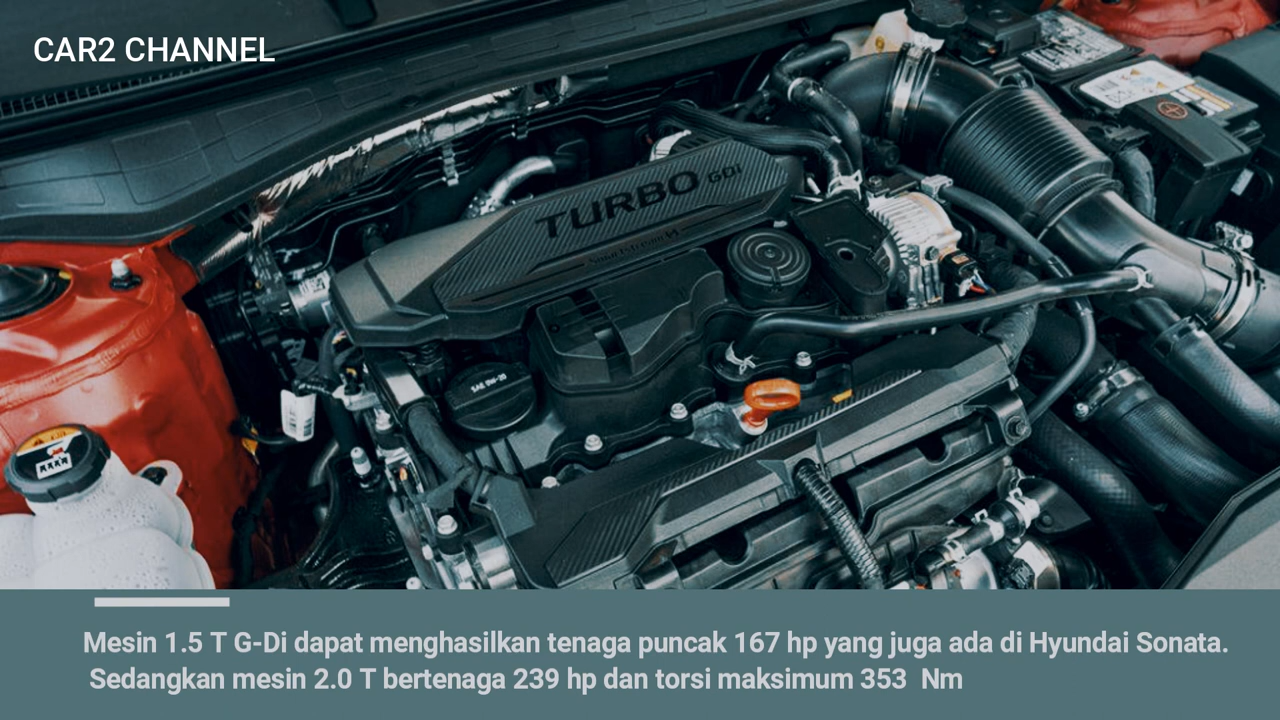 CAR2 CHANNEL
TURBO GDi
Smartstream
SAE 0W-20
Mesin 1.5 T G-Di dapat menghasilkan tenaga puncak 167 hp yang juga ada di Hyundai Sonata.
Sedangkan mesin 2.0 T bertenaga 239 hp dan torsi maksimum 353 Nm